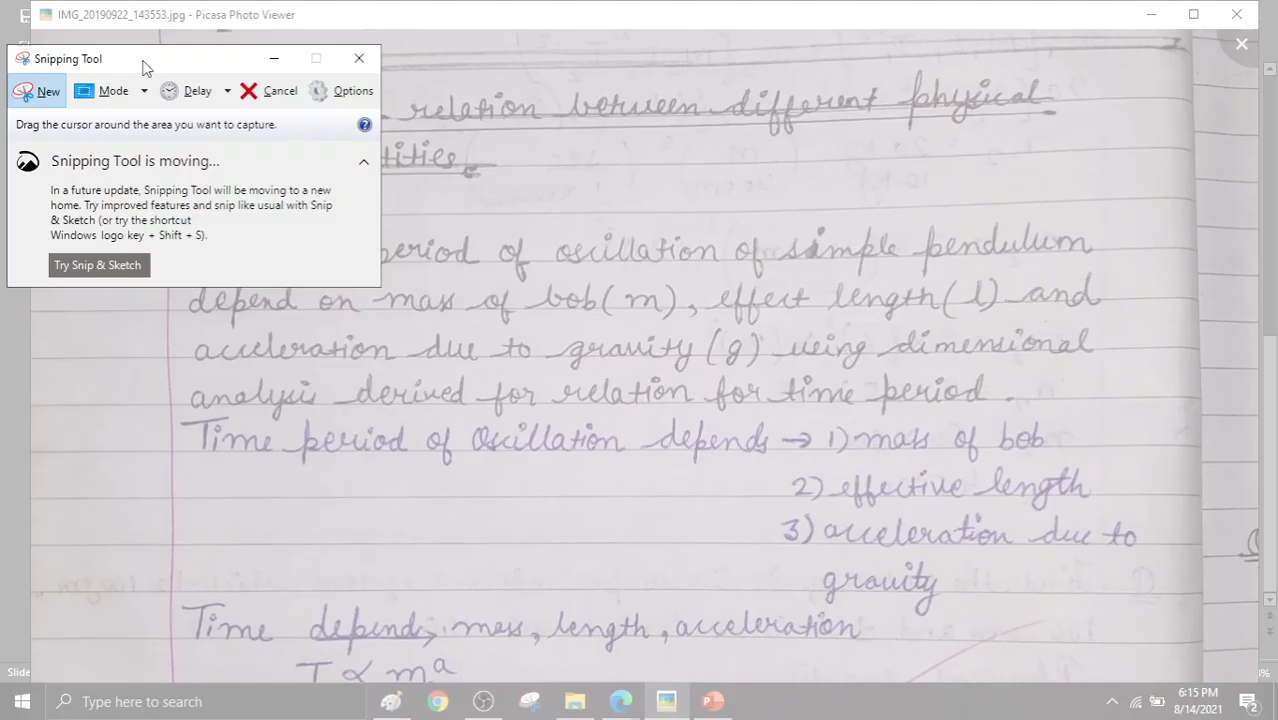 IMG_20190922_143553.jpg - Picasa Photo Viewer
Snipping Tool
New Mode Delay Cancel Options
Drag the cursor around the area you want to capture.
Snipping Tool is moving...
In a future update, Snipping Tool will be moving to a new
home. Try improved features and snip like usual with Snip
& Sketch (or try the shortcut
Windows logo key + Shift + S).
Try Snip & Sketch
relation between different physical
tities
period of oscillation of simple pendulum
depend on mass of bob (m), effect length (l) and
acceleration due to gravity (g) using dimensional
analysis derived for relation for time period.
Time period of Oscillation depends → 1) mass of bob
2) effective length
3) acceleration due to
gravity
Time depends mass, length, acceleration
T ∝ m^a
Slide
Type here to search
6:15 PM
8/14/2021
2